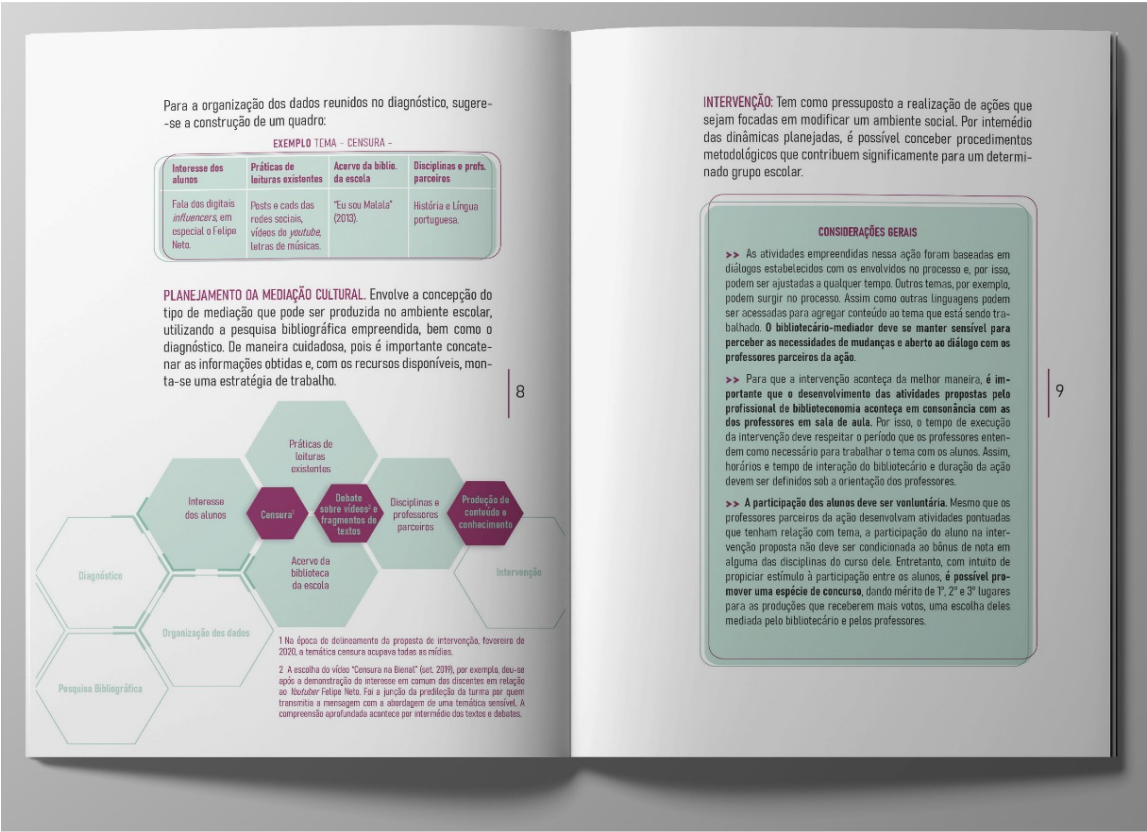 Para a organização dos dados reunidos no diagnóstico, sugere-
-se a construção de um quadro:
EXEMPLO TEMA - CENSURA -
Interesse dos alunos
Práticas de leituras existentes
Acervo da biblio. da escola
Disciplinas e profs. parceiros
Fala dos digitais
influencers, em
especial o Felipe
Neto.
Posts e cads das
redes sociais,
vídeos do youtube,
letras de músicas.
"Eu sou Malala"
(2013).
História e Língua
portuguesa.
PLANEJAMENTO DA MEDIAÇÃO CULTURAL. Envolve a concepção do
tipo de mediação que pode ser produzida no ambiente escolar,
utilizando a pesquisa bibliográfica empreendida, bem como o
diagnóstico. De maneira cuidadosa, pois é importante concate-
nar as informações obtidas e, com os recursos disponíveis, mon-
ta-se uma estratégia de trabalho.
8
Práticas de
leituras
existentes
Interesse
dos alunos
Censura¹
Debate
sobre vídeos² e
fragmentos de
textos
Disciplinas e
professores
parceiros
Produção de
conteúdo e
conhecimento
Acervo da
biblioteca
da escola
Diagnóstico
Intervenção
Organização dos dados
Pesquisa Bibliográfica
1 Na época do delineamento da proposta de intervenção, fevereiro de
2020, a temática censura ocupava todas as mídias.
2 A escolha do vídeo "Censura na Bienal" (set. 2019), por exemplo, deu-se
após a demonstração do interesse em comum dos discentes em relação
ao Youtuber Felipe Neto. Foi a junção da predileção da turma por quem
transmitia a mensagem com a abordagem de uma temática sensível. A
compreensão aprofundada acontece por intermédio dos textos e debates.
INTERVENÇÃO: Tem como pressuposto a realização de ações que
sejam focadas em modificar um ambiente social. Por intemédio
das dinâmicas planejadas, é possível conceber procedimentos
metodológicos que contribuem significamente para um determi-
nado grupo escolar.
CONSIDERAÇÕES GERAIS
>> As atividades empreendidas nessa ação foram baseadas em
diálogos estabelecidos com os envolvidos no processo e, por isso,
podem ser ajustadas a qualquer tempo. Outros temas, por exemplo,
podem surgir no processo. Assim como outras linguagens podem
ser acessadas para agregar conteúdo ao tema que está sendo tra-
balhado. O bibliotecário-mediador deve se manter sensível para
perceber as necessidades de mudanças e aberto ao diálogo com os
professores parceiros da ação.
>> Para que a intervenção aconteça da melhor maneira, é im-
portante que o desenvolvimento das atividades propostas pelo
profissional de biblioteconomia aconteça em consonância com as
dos professores em sala de aula. Por isso, o tempo de execução
da intervenção deve respeitar o período que os professores enten-
dem como necessário para trabalhar o tema com os alunos. Assim,
horários e tempo de interação do bibliotecário e duração da ação
devem ser definidos sob a orientação dos professores.
>> A participação dos alunos deve ser vonluntária. Mesmo que os
professores parceiros da ação desenvolvam atividades pontuadas
que tenham relação com tema, a participação do aluno na inter-
venção proposta não deve ser condicionada ao bônus de nota em
alguma das disciplinas do curso dele. Entretanto, com intuito de
propiciar estímulo à participação entre os alunos, é possível pro-
mover uma espécie de concurso, dando mérito de 1º, 2º e 3º lugares
para as produções que receberem mais votos, uma escolha deles
mediada pelo bibliotecário e pelos professores.
9